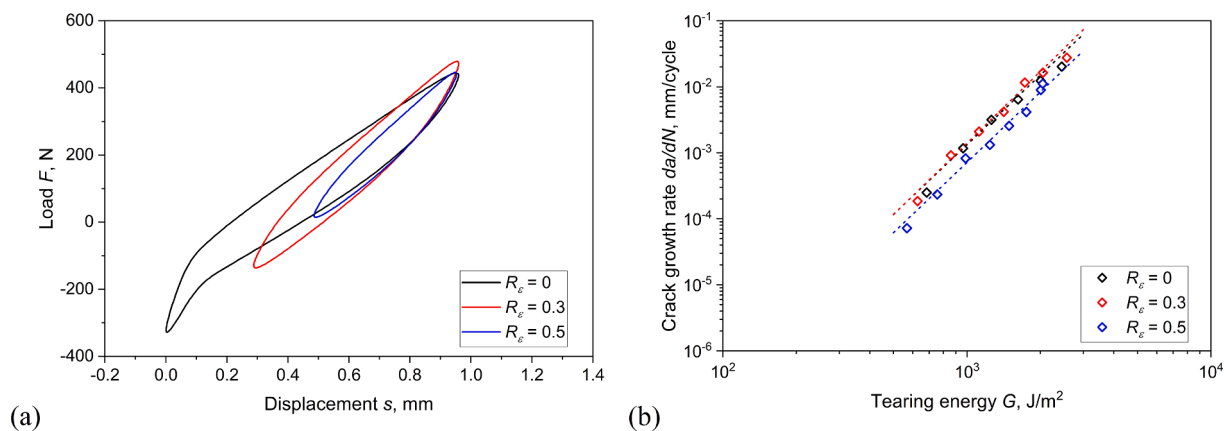 600
400
200
0
-200
-400
-0.2 0.0 0.2 0.4 0.6 0.8 1.0 1.2 1.4
Load F, N
Displacement s, mm
Rε = 0
Rε = 0.3
Rε = 0.5
(a)
10-1
10-2
10-3
10-4
10-5
10-6
102 103 104
Crack growth rate da/dN, mm/cycle
Tearing energy G, J/m2
Rε = 0
Rε = 0.3
Rε = 0.5
(b)